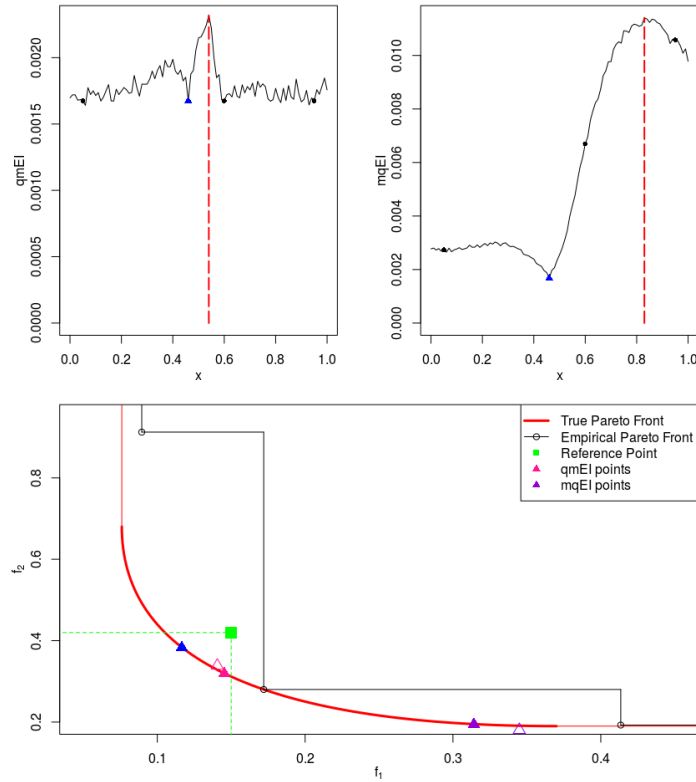 0.0000 0.0005 0.0010 0.0015 0.0020
qmEI
0.0 0.2 0.4 0.6 0.8 1.0
x
0.000 0.002 0.004 0.006 0.008 0.010
mqEI
0.0 0.2 0.4 0.6 0.8 1.0
x
True Pareto Front
Empirical Pareto Front
Reference Point
qmEI points
mqEI points
0.2 0.4 0.6 0.8
f2
0.1 0.2 0.3 0.4
f1